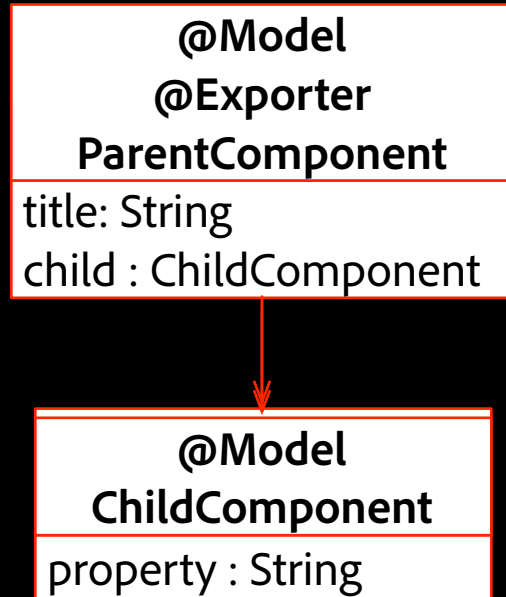 @Model
@Exporter
ParentComponent
title: String
child : ChildComponent
@Model
ChildComponent
property : String